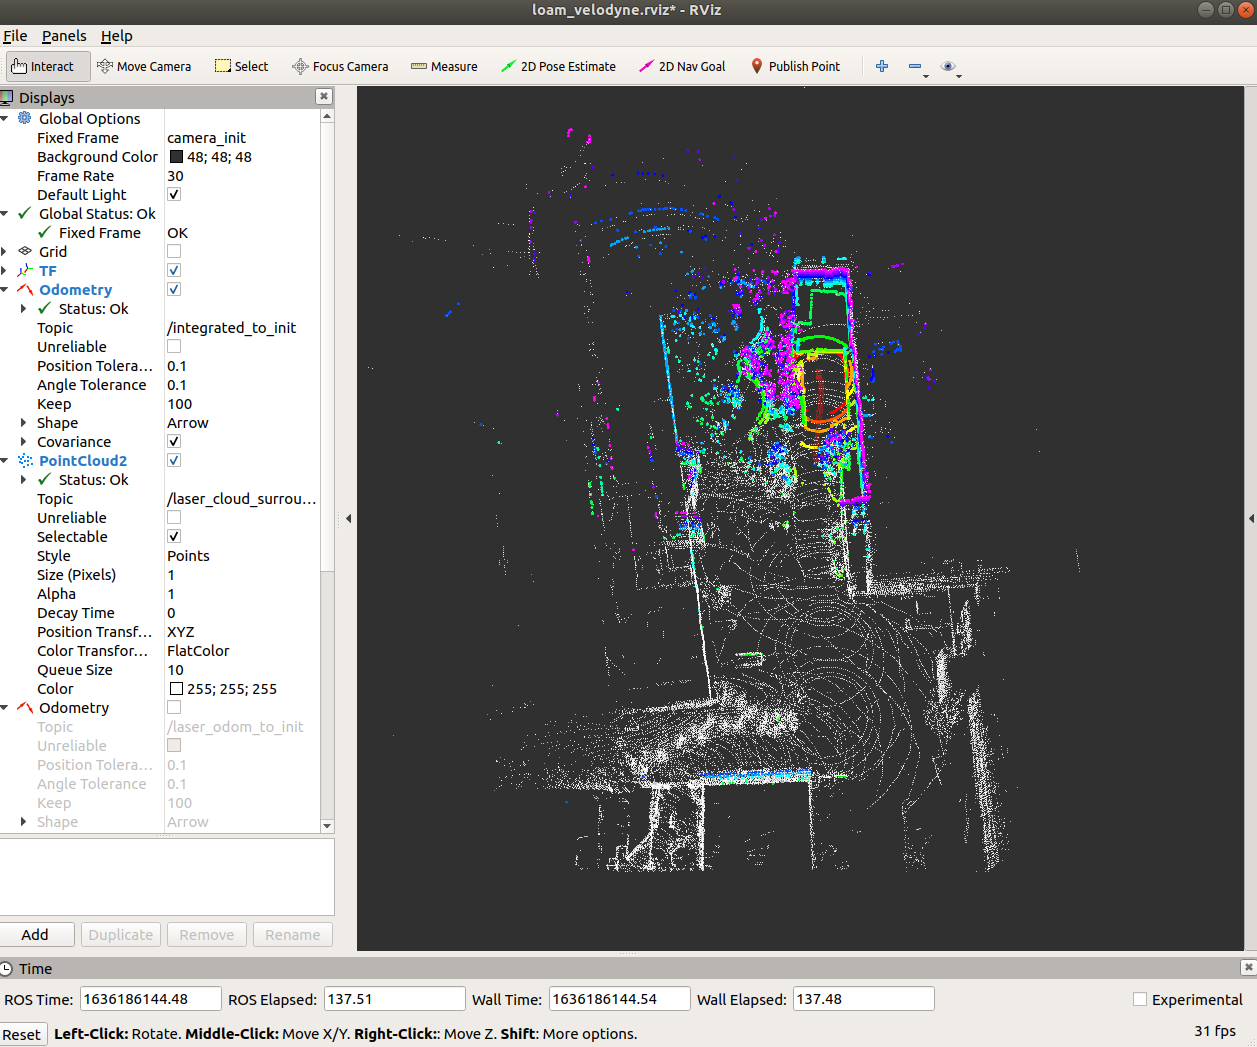 loam_velodyne.rviz* - RViz
File Panels Help
Interact Move Camera Select Focus Camera Measure 2D Pose Estimate 2D Nav Goal Publish Point
Displays
Global Options
Fixed Frame camera_init
Background Color 48; 48; 48
Frame Rate 30
Default Light
Global Status: Ok
Fixed Frame OK
Grid
TF
Odometry
Status: Ok
Topic /integrated_to_init
Unreliable
Position Tolera... 0.1
Angle Tolerance 0.1
Keep 100
Shape Arrow
Covariance
PointCloud2
Status: Ok
Topic /laser_cloud_surrou...
Unreliable
Selectable
Style Points
Size (Pixels) 1
Alpha 1
Decay Time 0
Position Transf... XYZ
Color Transfor... FlatColor
Queue Size 10
Color 255; 255; 255
Odometry
Topic /laser_odom_to_init
Unreliable
Position Tolera... 0.1
Angle Tolerance 0.1
Keep 100
Shape Arrow
Add Duplicate Remove Rename
Time
ROS Time: 1636186144.48 ROS Elapsed: 137.51 Wall Time: 1636186144.54 Wall Elapsed: 137.48 Experimental
Reset Left-Click: Rotate. Middle-Click: Move X/Y. Right-Click:: Move Z. Shift: More options. 31 fps